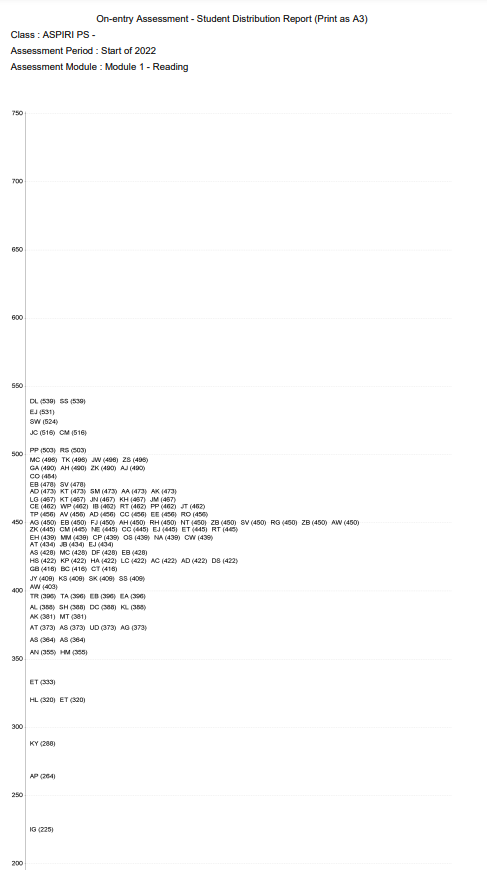 On-entry Assessment - Student Distribution Report (Print as A3)
Class : ASPIRI PS -
Assessment Period : Start of 2022
Assessment Module : Module 1 - Reading
750
700
650
600
550
DL (539) SS (539)
EJ (531)
SW (524)
JC (516) CM (516)
PP (503) RS (503)
500
MC (496) TK (496) JW (496) ZS (496)
GA (490) AH (490) ZK (490) AJ (490)
CO (484)
EB (478) SV (478)
AD (473) KT (473) SM (473) AA (473) AK (473)
LG (467) KT (467) JN (467) KH (467) JM (467)
CE (462) WP (462) IB (462) RT (462) PP (462) JT (462)
TP (456) AV (456) AD (456) CC (456) EE (456) RO (456)
450
AG (450) EB (450) FJ (450) AH (450) RH (450) NT (450) ZB (450) SV (450) RG (450) ZB (450) AW (450)
ZK (445) CM (445) NE (445) CC (445) EJ (445) ET (445) RT (445)
EH (439) MM (439) CP (439) OS (439) NA (439) CW (439)
AT (434) JB (434) EJ (434)
AS (428) MC (428) DF (428) EB (428)
HS (422) KP (422) HA (422) LC (422) AC (422) AD (422) DS (422)
GB (416) BC (416) CT (416)
JY (409) KS (409) SK (409) SS (409)
AW (403)
400
TR (396) TA (396) EB (396) EA (396)
AL (388) SH (388) DC (388) KL (388)
AK (381) MT (381)
AT (373) AS (373) UD (373) AG (373)
AS (364) AS (364)
AN (355) HM (355)
350
ET (333)
HL (320) ET (320)
300
KY (288)
AP (264)
250
IG (225)
200